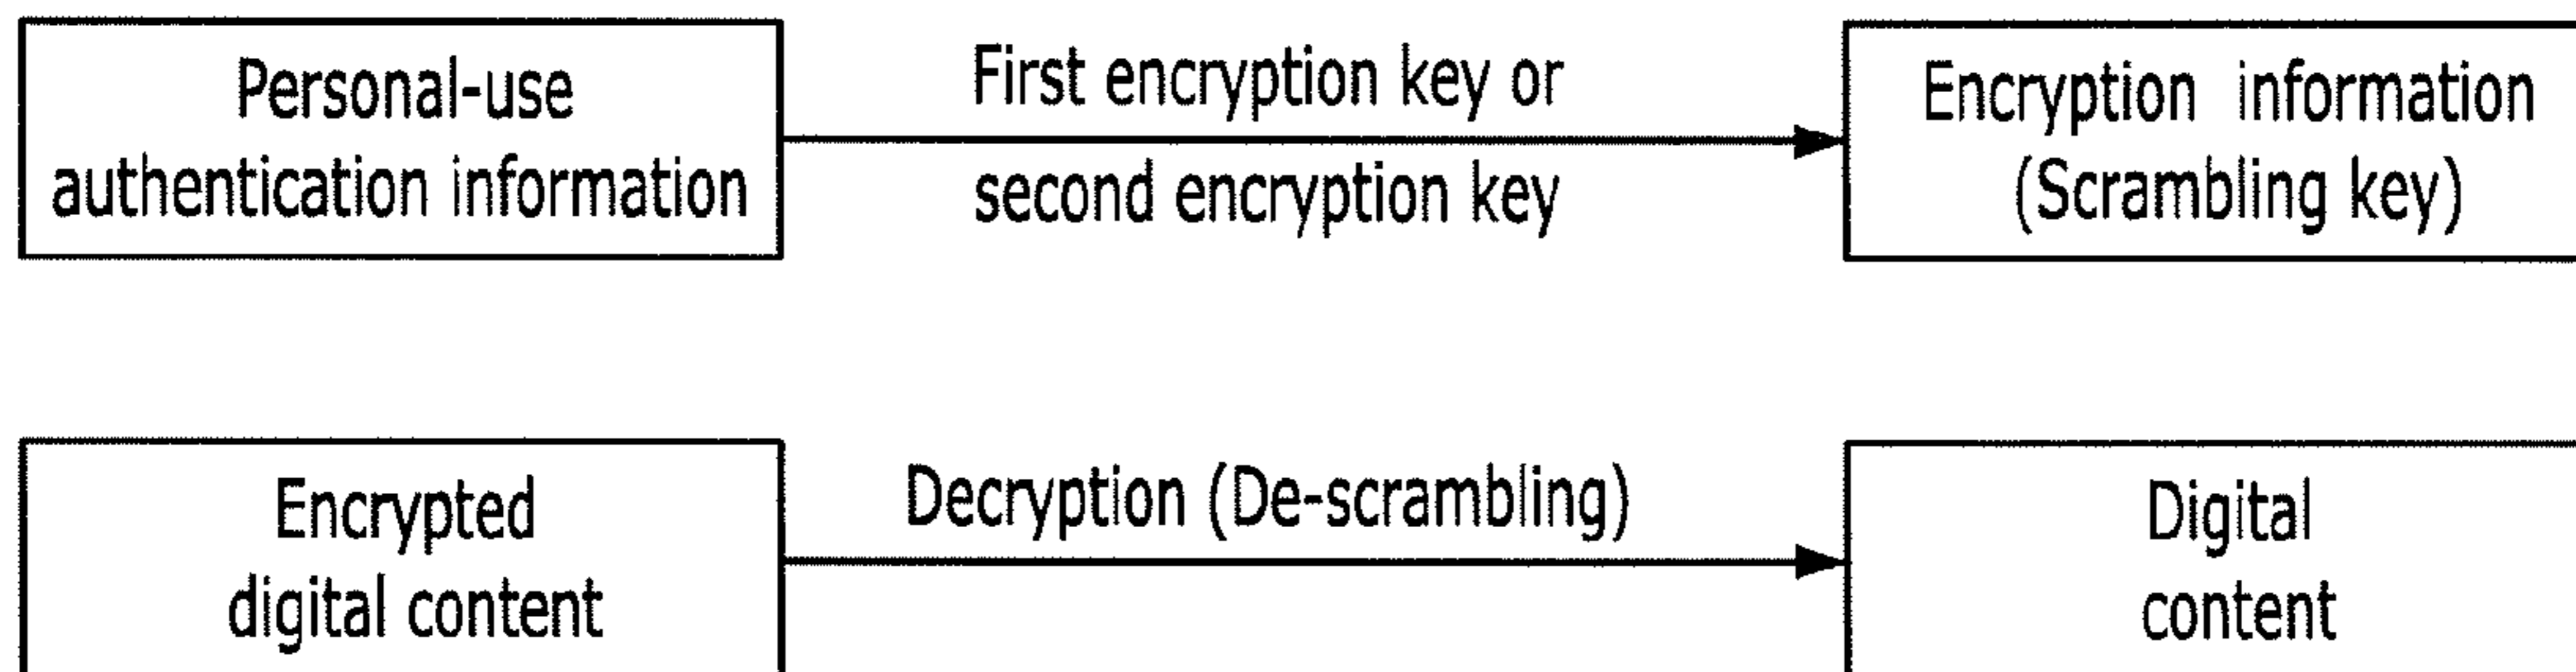 Personal-use
authentication information
First encryption key or
second encryption key
Encryption information
(Scrambling key)
Encrypted
digital content
Decryption (De-scrambling)
Digital
content